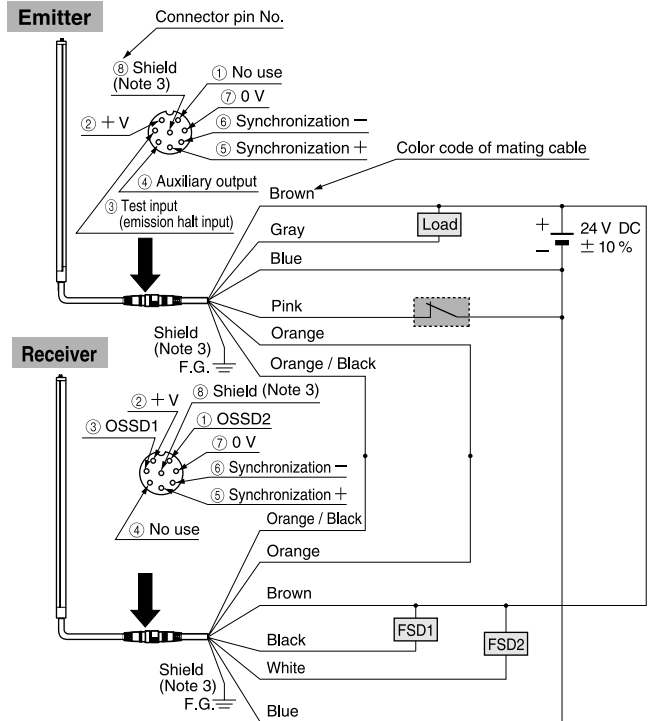 Emitter
Connector pin No.
⑧ Shield
(Note 3)
① No use
⑦ 0 V
② + V
⑥ Synchronization −
⑤ Synchronization +
④ Auxiliary output
③ Test input
(emission halt input)
Color code of mating cable
Brown
Gray
Load
+
−
24 V DC
± 10 %
Blue
Pink
Orange
Shield
(Note 3)
F.G.
Orange / Black
Receiver
② + V
⑧ Shield (Note 3)
③ OSSD1
① OSSD2
⑦ 0 V
⑥ Synchronization −
⑤ Synchronization +
④ No use
Orange / Black
Orange
Brown
FSD1
FSD2
Black
White
Shield
(Note 3)
F.G.
Blue